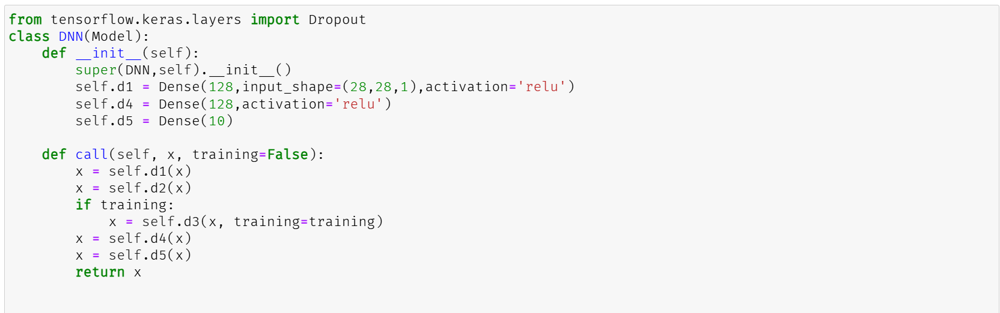 from tensorflow.keras.layers import Dropout
class DNN(Model):
    def __init__(self):
        super(DNN,self).__init__()
        self.d1 = Dense(128,input_shape=(28,28,1),activation='relu')
        self.d4 = Dense(128,activation='relu')
        self.d5 = Dense(10)

    def call(self, x, training=False):
        x = self.d1(x)
        x = self.d2(x)
        if training:
            x = self.d3(x, training=training)
        x = self.d4(x)
        x = self.d5(x)
        return x